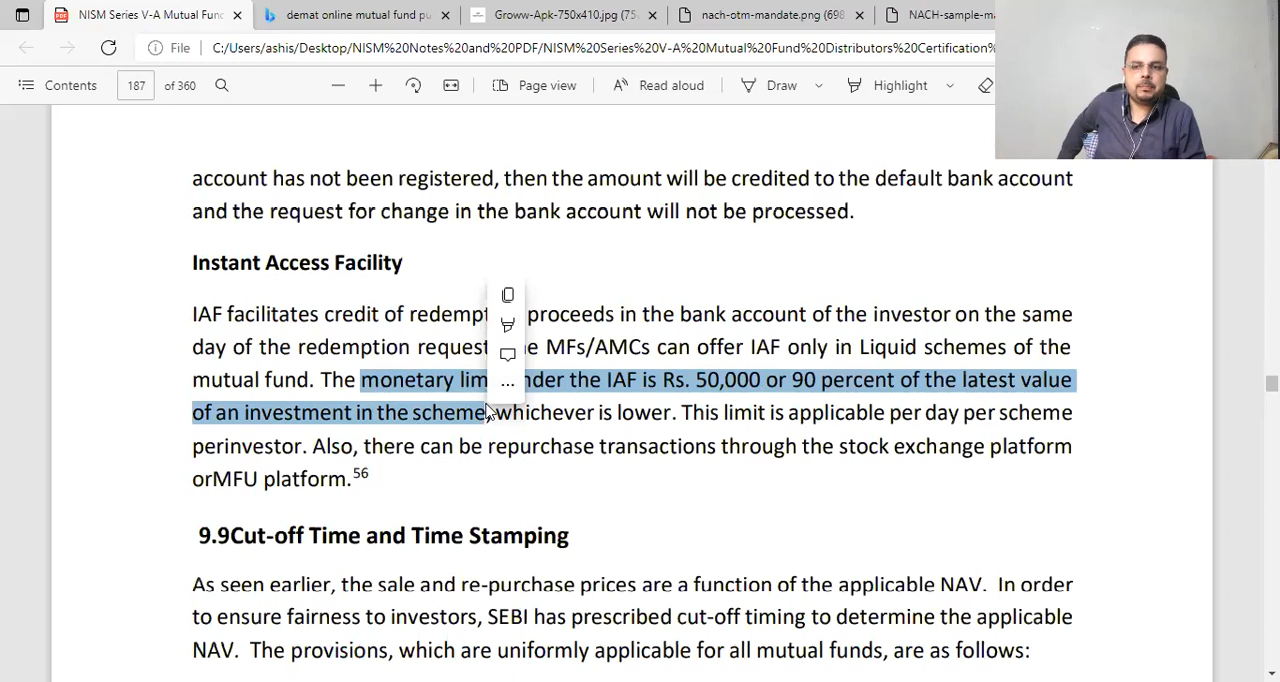 NISM Series V-A Mutual Fun
demat online mutual fund pu
Groww-Apk-750x410.jpg (75
nach-otm-mandate.png (698
NACH-sample-ma
File
C:/Users/ashis/Desktop/NISM%20Notes%20and%20PDF/NISM%20Series%20V-A%20Mutual%20Fund%20Distributors%20Certification%
Contents
187
of 360
Page view
Read aloud
Draw
Highlight
account has not been registered, then the amount will be credited to the default bank account
and the request for change in the bank account will not be processed.
Instant Access Facility
IAF facilitates credit of redempt proceeds in the bank account of the investor on the same
day of the redemption request MFs/AMCs can offer IAF only in Liquid schemes of the
mutual fund. The monetary lim nder the IAF is Rs. 50,000 or 90 percent of the latest value
of an investment in the scheme, whichever is lower. This limit is applicable per day per scheme
perinvestor. Also, there can be repurchase transactions through the stock exchange platform
orMFU platform.56
9.9Cut-off Time and Time Stamping
As seen earlier, the sale and re-purchase prices are a function of the applicable NAV. In order
to ensure fairness to investors, SEBI has prescribed cut-off timing to determine the applicable
NAV. The provisions, which are uniformly applicable for all mutual funds, are as follows: